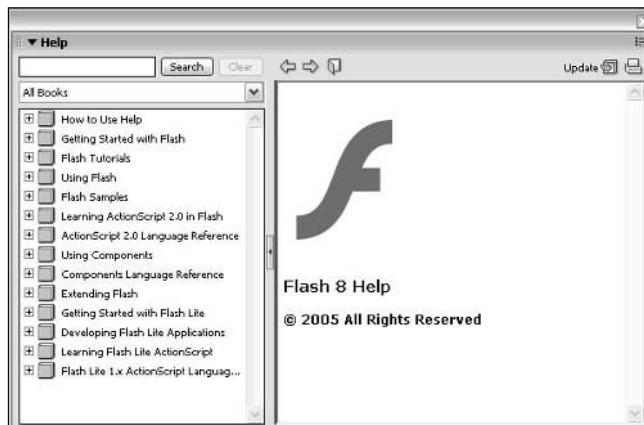 Help
Search
Clear
Update
All Books
How to Use Help
Getting Started with Flash
Flash Tutorials
Using Flash
Flash Samples
Learning ActionScript 2.0 in Flash
ActionScript 2.0 Language Reference
Using Components
Components Language Reference
Extending Flash
Getting Started with Flash Lite
Developing Flash Lite Applications
Learning Flash Lite ActionScript
Flash Lite 1.x ActionScript Languag...
Flash 8 Help
© 2005 All Rights Reserved